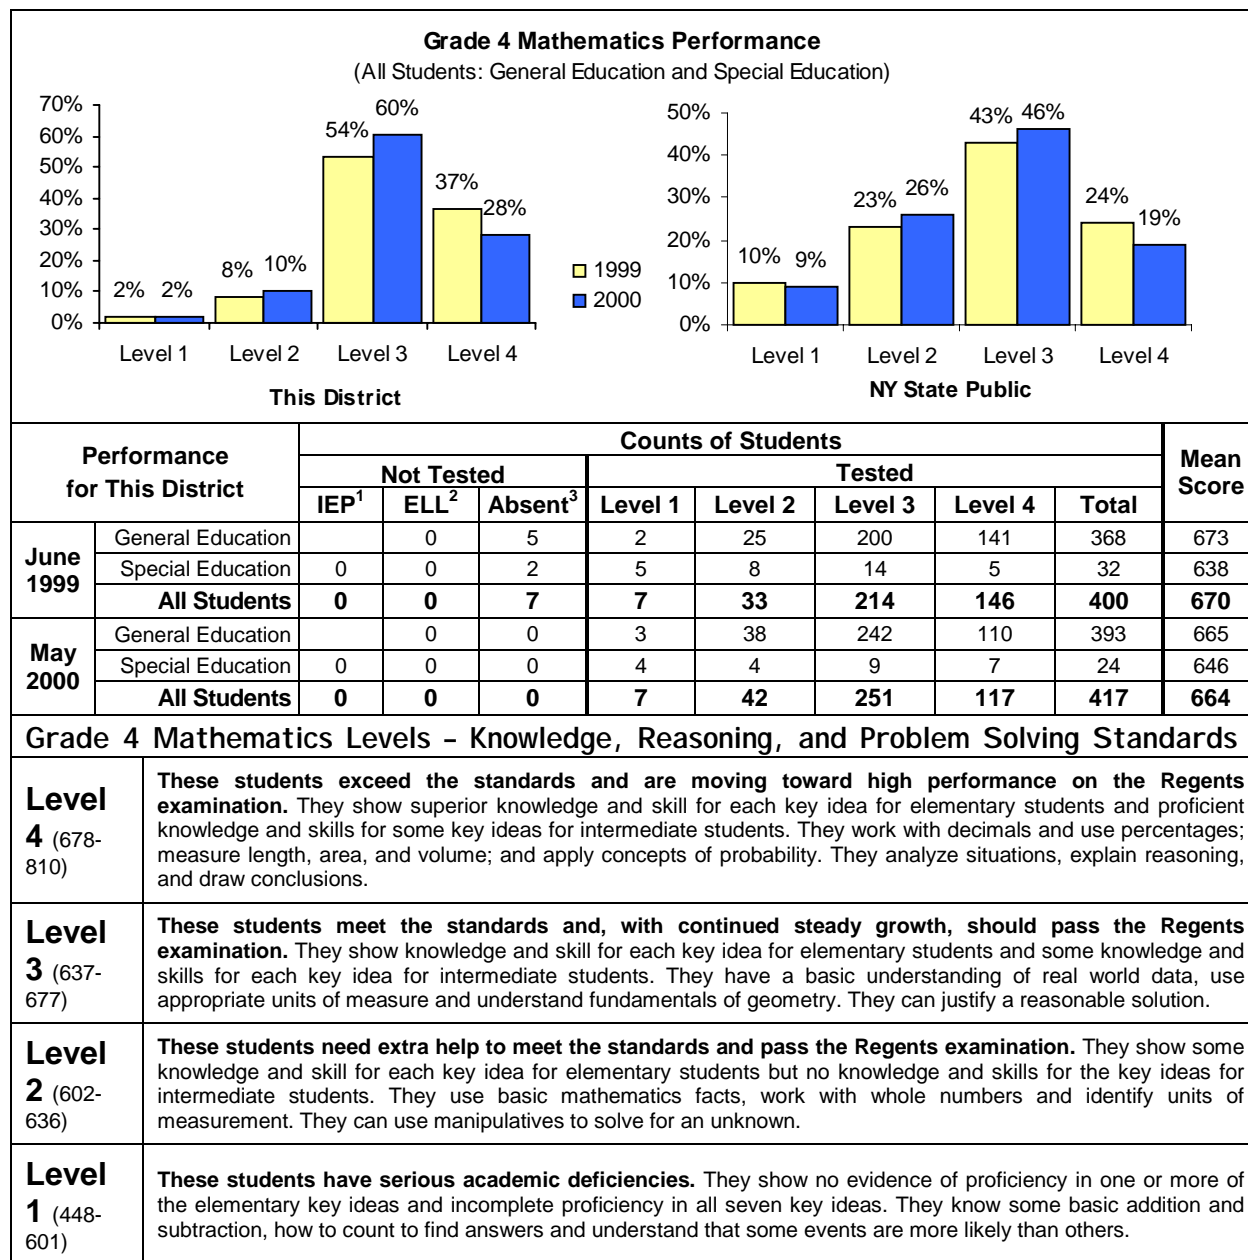 Grade 4 Mathematics Performance
(All Students: General Education and Special Education)
70%
60%
50%
40%
30%
20%
10%
0%
2% 2%
8% 10%
54% 60%
37% 28%
Level 1 Level 2 Level 3 Level 4
This District
1999
2000
50%
40%
30%
20%
10%
0%
10% 9%
23% 26%
43% 46%
24% 19%
Level 1 Level 2 Level 3 Level 4
NY State Public
Performance
for This District
Counts of Students
Mean
Score
Not Tested Tested
IEP1 ELL2 Absent3 Level 1 Level 2 Level 3 Level 4 Total
June
1999
General Education 0 5 2 25 200 141 368 673
Special Education 0 0 2 5 8 14 5 32 638
All Students 0 0 7 7 33 214 146 400 670
May
2000
General Education 0 0 3 38 242 110 393 665
Special Education 0 0 0 4 4 9 7 24 646
All Students 0 0 0 7 42 251 117 417 664
Grade 4 Mathematics Levels – Knowledge, Reasoning, and Problem Solving Standards
Level
4 (678-
810)
These students exceed the standards and are moving toward high performance on the Regents
examination. They show superior knowledge and skill for each key idea for elementary students and proficient
knowledge and skills for some key ideas for intermediate students. They work with decimals and use percentages;
measure length, area, and volume; and apply concepts of probability. They analyze situations, explain reasoning,
and draw conclusions.
Level
3 (637-
677)
These students meet the standards and, with continued steady growth, should pass the Regents
examination. They show knowledge and skill for each key idea for elementary students and some knowledge and
skills for each key idea for intermediate students. They have a basic understanding of real world data, use
appropriate units of measure and understand fundamentals of geometry. They can justify a reasonable solution.
Level
2 (602-
636)
These students need extra help to meet the standards and pass the Regents examination. They show some
knowledge and skill for each key idea for elementary students but no knowledge and skills for the key ideas for
intermediate students. They use basic mathematics facts, work with whole numbers and identify units of
measurement. They can use manipulatives to solve for an unknown.
Level
1 (448-
601)
These students have serious academic deficiencies. They show no evidence of proficiency in one or more of
the elementary key ideas and incomplete proficiency in all seven key ideas. They know some basic addition and
subtraction, how to count to find answers and understand that some events are more likely than others.